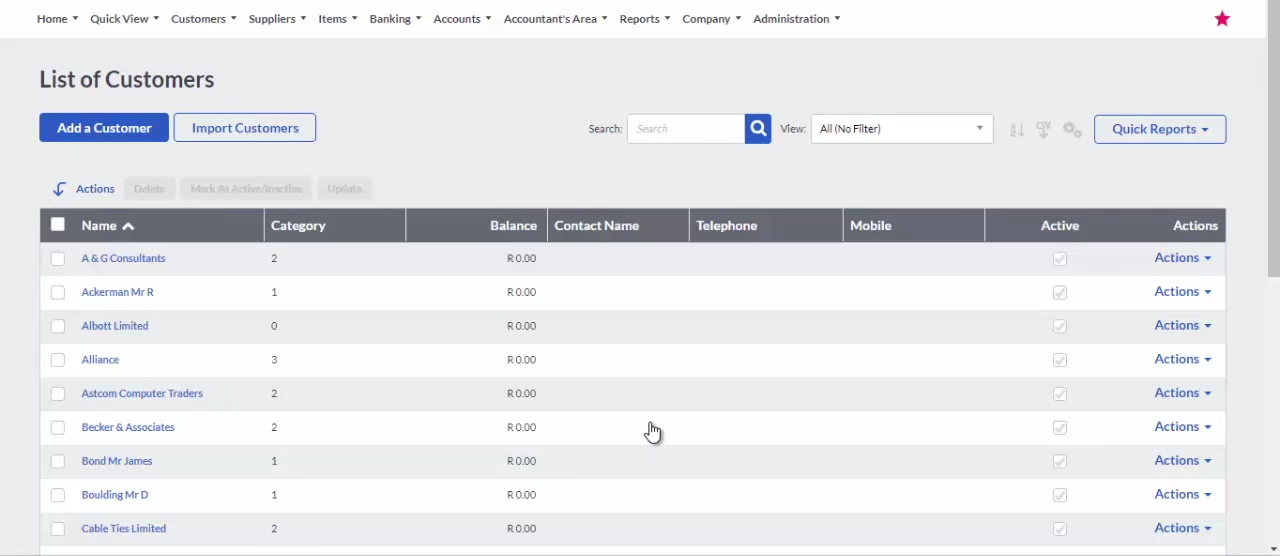 Home Quick View Customers Suppliers Items Banking Accounts Accountant's Area Reports Company Administration
List of Customers
Add a Customer Import Customers Search: Search View: All (No Filter) CSV Quick Reports
Actions Delete Mark As Active/Inactive Update
Name Category Balance Contact Name Telephone Mobile Active Actions
A & G Consultants 2 R 0.00 Actions
Ackerman Mr R 1 R 0.00 Actions
Albott Limited 0 R 0.00 Actions
Alliance 3 R 0.00 Actions
Astcom Computer Traders 2 R 0.00 Actions
Becker & Associates 2 R 0.00 Actions
Bond Mr James 1 R 0.00 Actions
Boulding Mr D 1 R 0.00 Actions
Cable Ties Limited 2 R 0.00 Actions